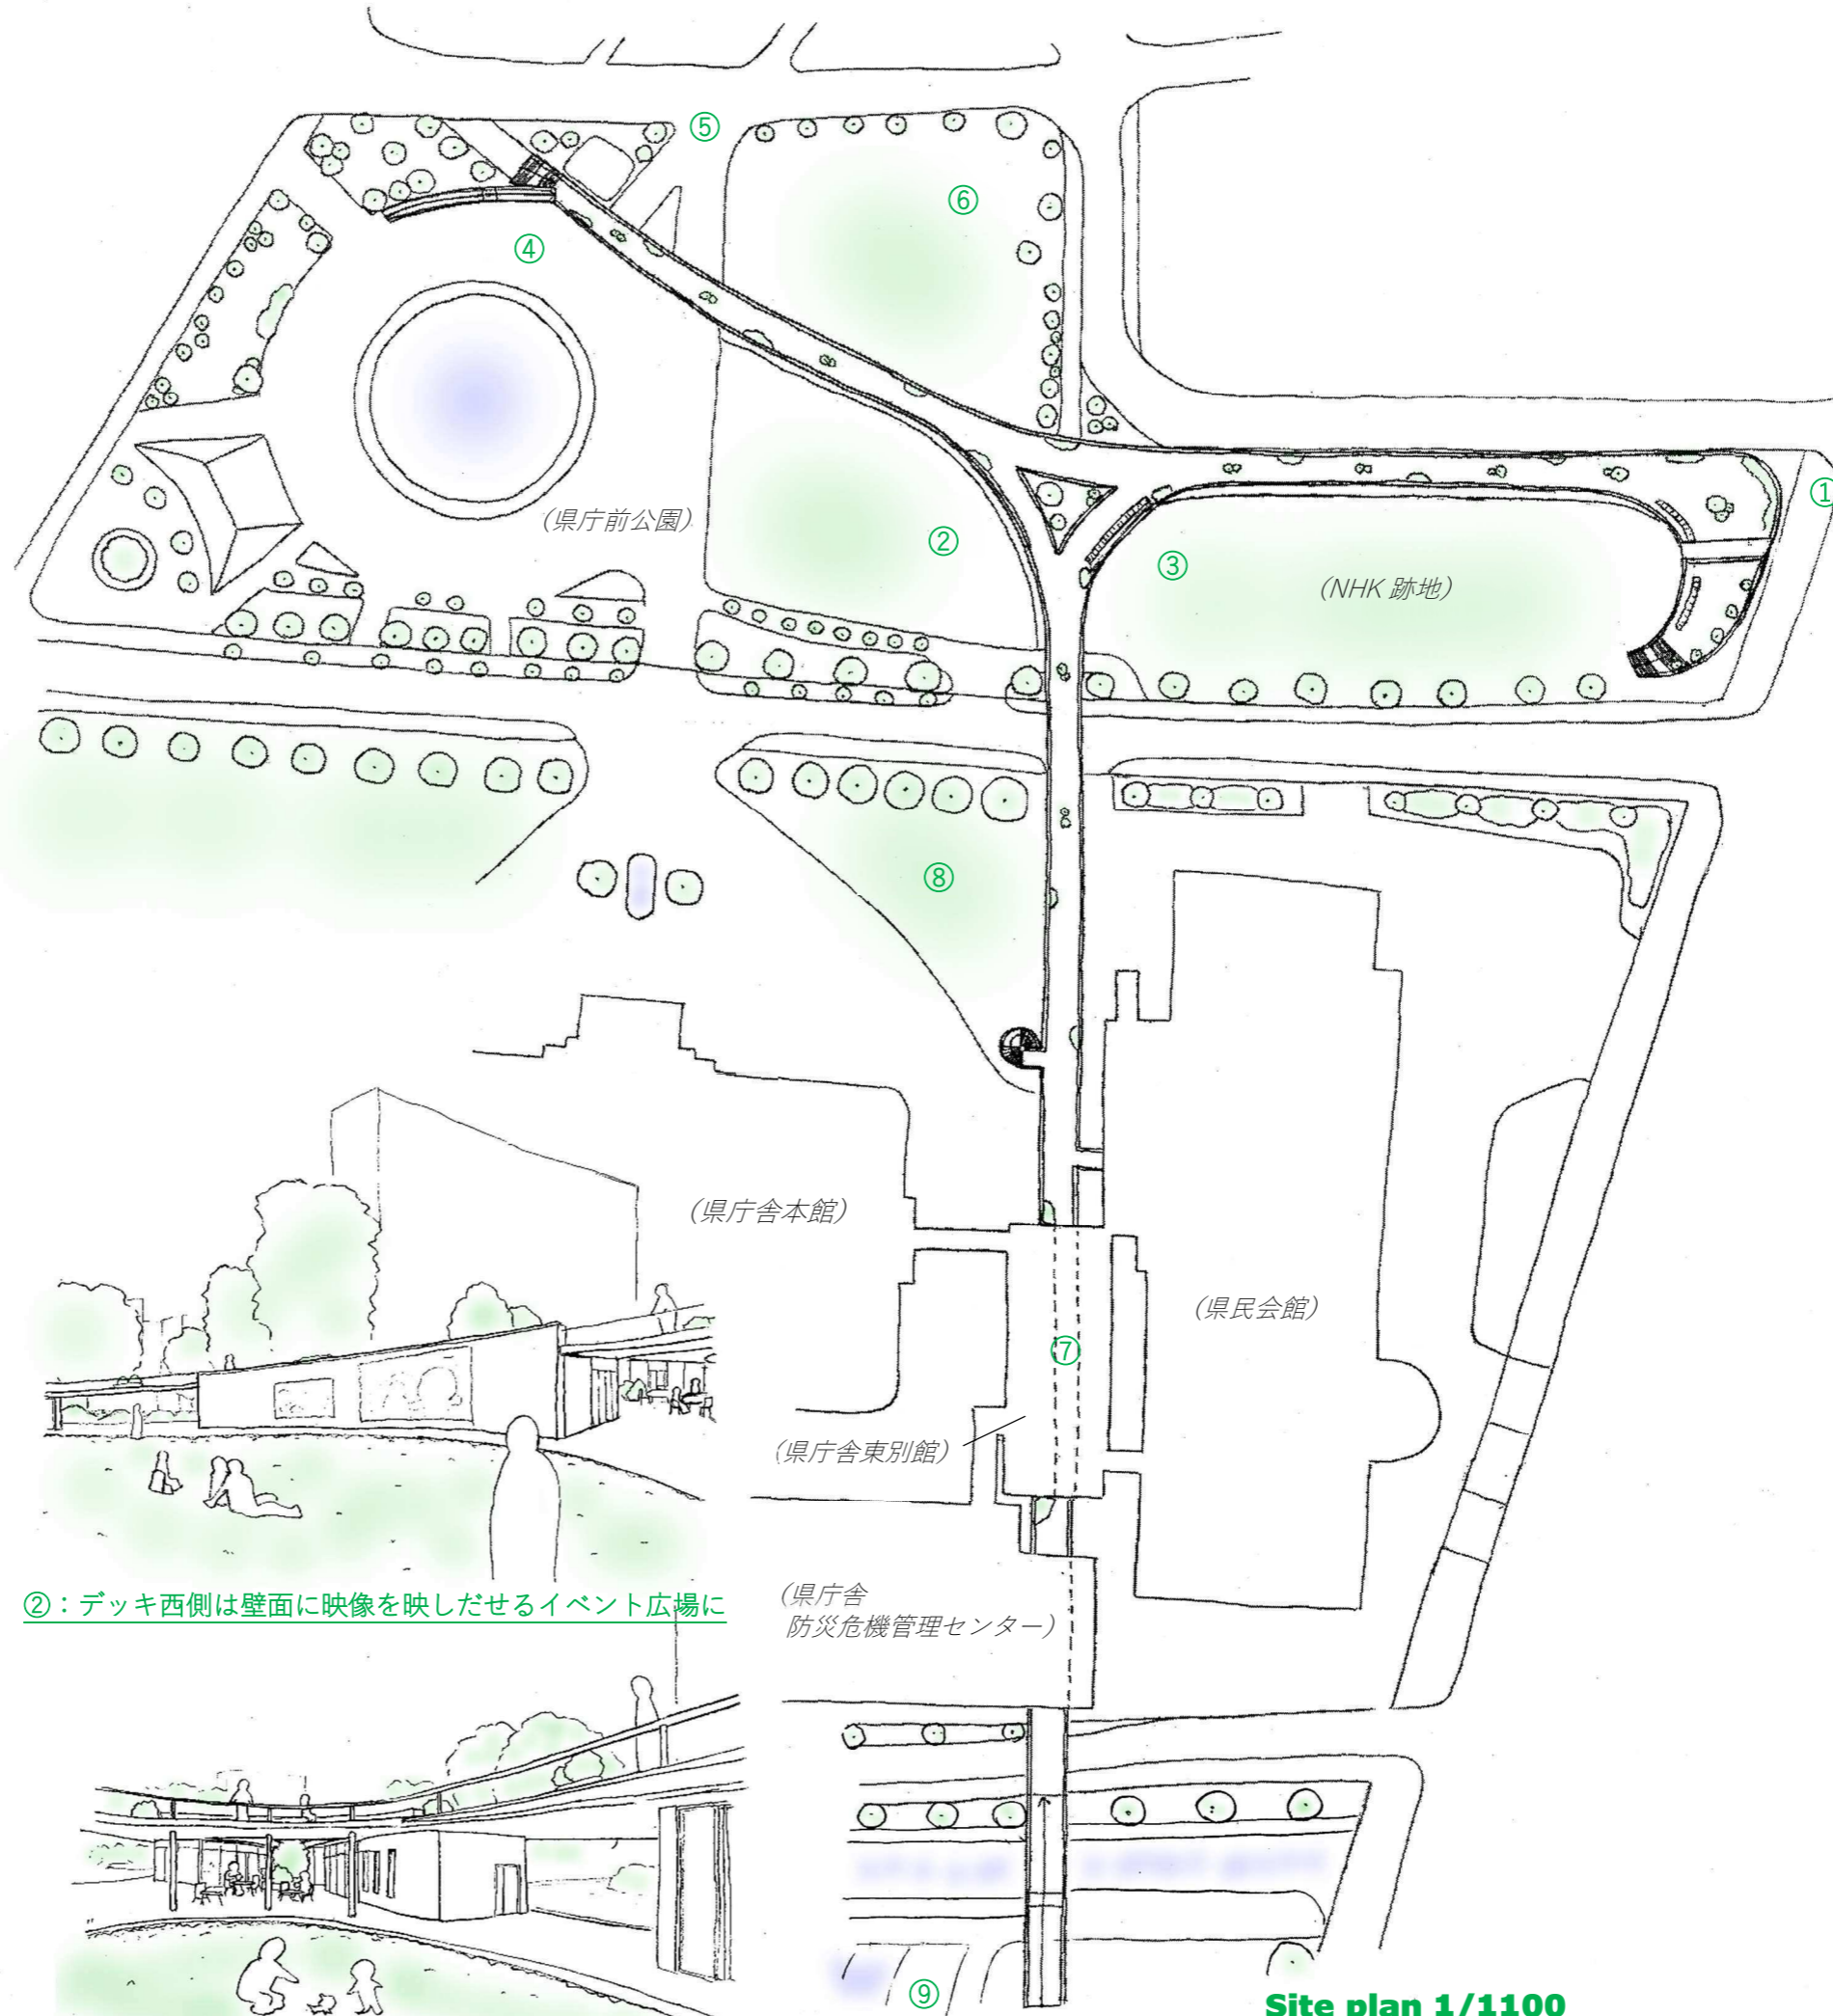 ⑤
⑥
④
①
(県庁前公園)
②
③
(NHK 跡地)
⑧
(県庁舎本館)
(県民会館)
⑦
(県庁舎東別館)
②：デッキ西側は壁面に映像を映しだせるイベント広場に
(県庁舎
防災危機管理センター)
⑨
Site plan 1/1100